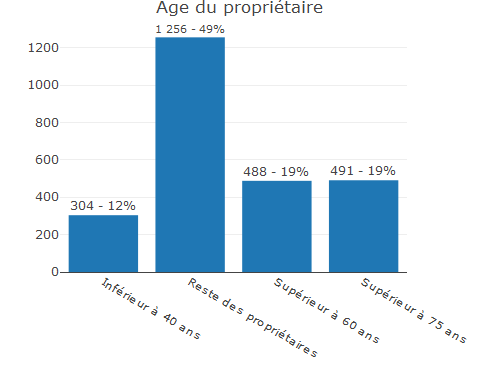 Age du propriétaire
1 256 - 49%
1200
1000
800
600
488 - 19%
491 - 19%
400
304 - 12%
200
0
Inférieur à 40 ans
Reste des propriétaires
Supérieur à 60 ans
Supérieur à 75 ans